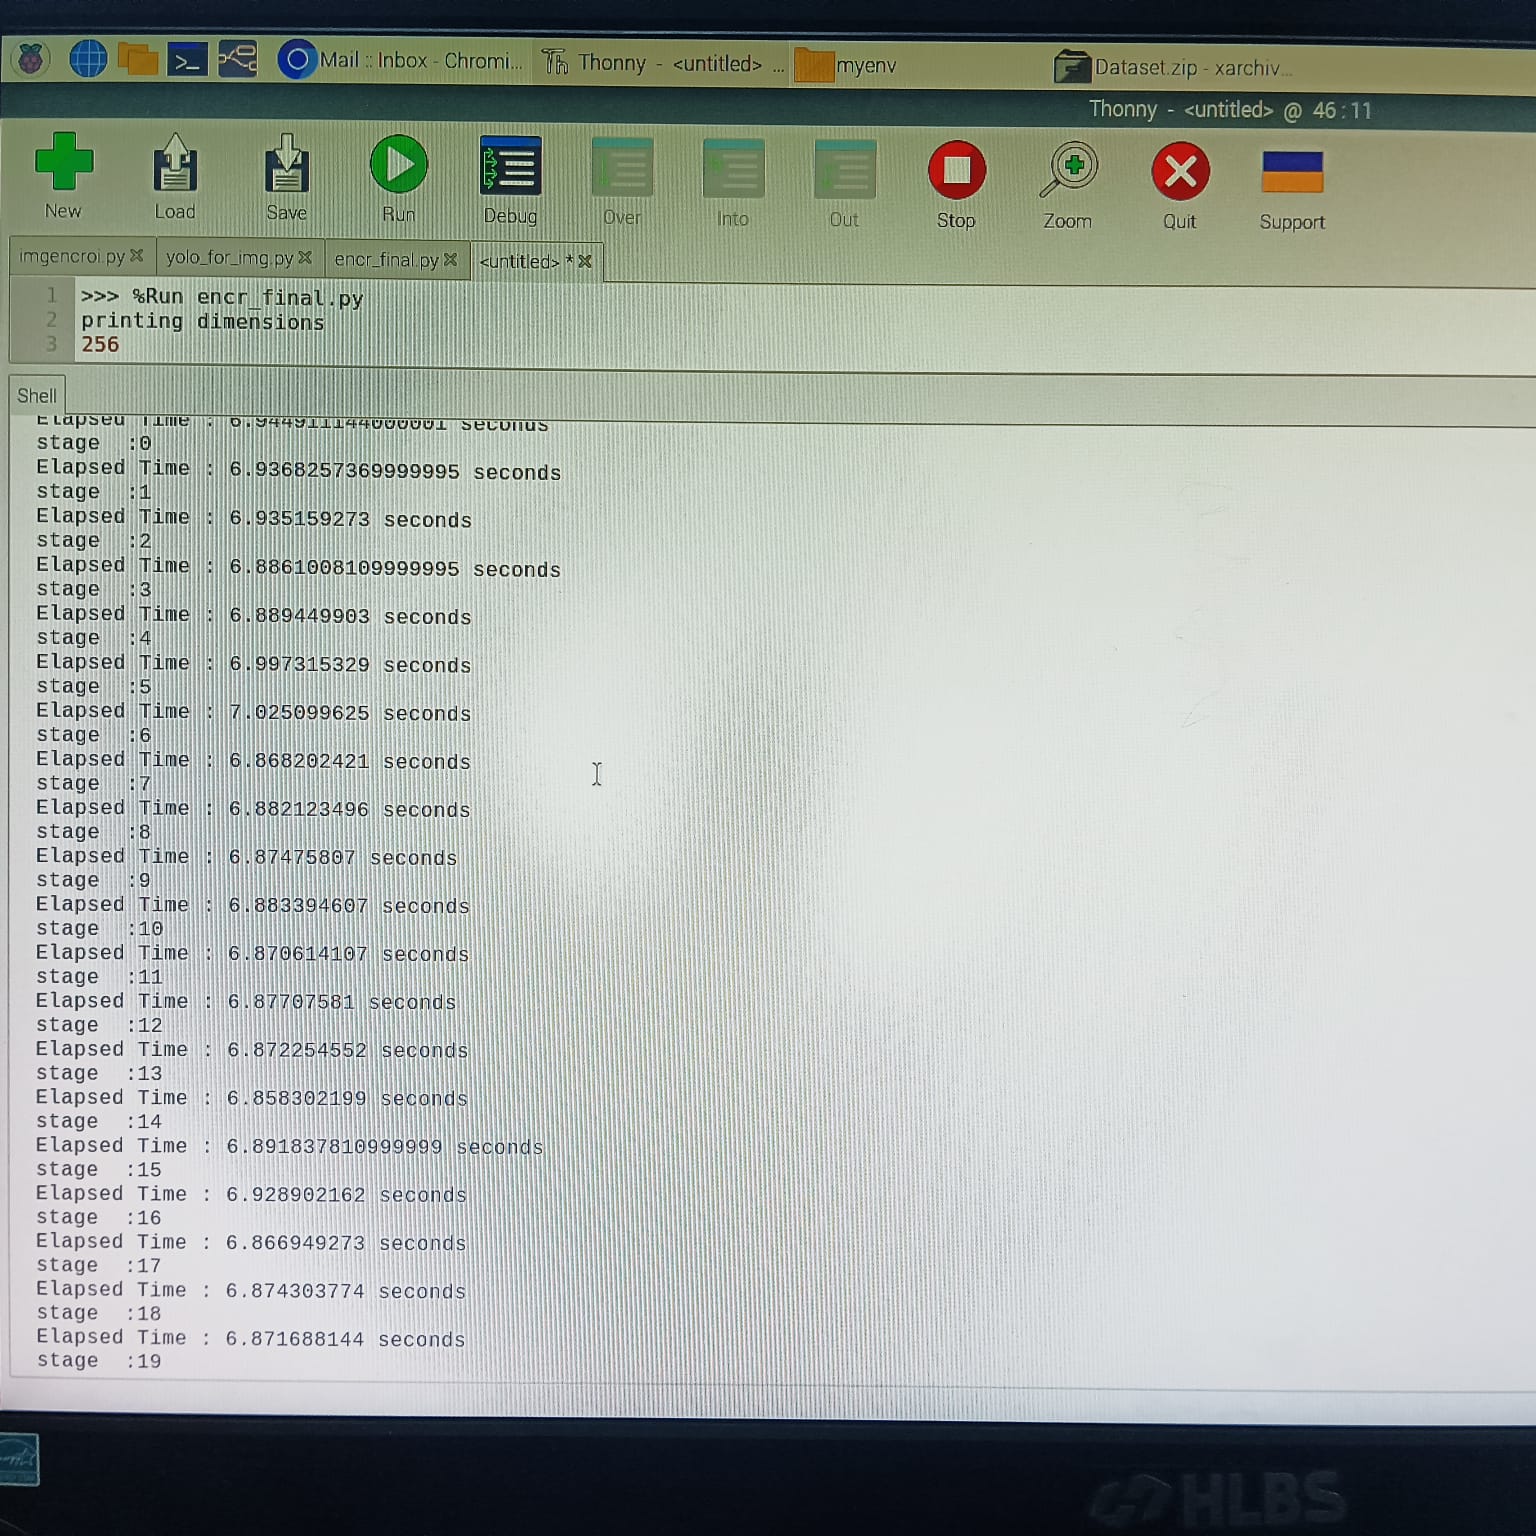 Mail :: Inbox - Chromi...
Thonny - <untitled> ...
myenv
Dataset.zip - xarchiv...
Thonny - <untitled> @ 46:11
New
Load
Save
Run
Debug
Over
Into
Out
Stop
Zoom
Quit
Support
imgencroi.py
yolo_for_img.py
encr_final.py
<untitled> *
1 >>> %Run encr_final.py
2 printing dimensions
3 256
Shell
Elapsed Time : 6.944911144000001 seconds
stage :0
Elapsed Time : 6.9368257369999995 seconds
stage :1
Elapsed Time : 6.935159273 seconds
stage :2
Elapsed Time : 6.8861008109999995 seconds
stage :3
Elapsed Time : 6.889449903 seconds
stage :4
Elapsed Time : 6.997315329 seconds
stage :5
Elapsed Time : 7.025099625 seconds
stage :6
Elapsed Time : 6.868202421 seconds
stage :7
Elapsed Time : 6.882123496 seconds
stage :8
Elapsed Time : 6.87475807 seconds
stage :9
Elapsed Time : 6.883394607 seconds
stage :10
Elapsed Time : 6.870614107 seconds
stage :11
Elapsed Time : 6.87707581 seconds
stage :12
Elapsed Time : 6.872254552 seconds
stage :13
Elapsed Time : 6.858302199 seconds
stage :14
Elapsed Time : 6.891837810999999 seconds
stage :15
Elapsed Time : 6.928902162 seconds
stage :16
Elapsed Time : 6.866949273 seconds
stage :17
Elapsed Time : 6.874303774 seconds
stage :18
Elapsed Time : 6.871688144 seconds
stage :19
HLBS